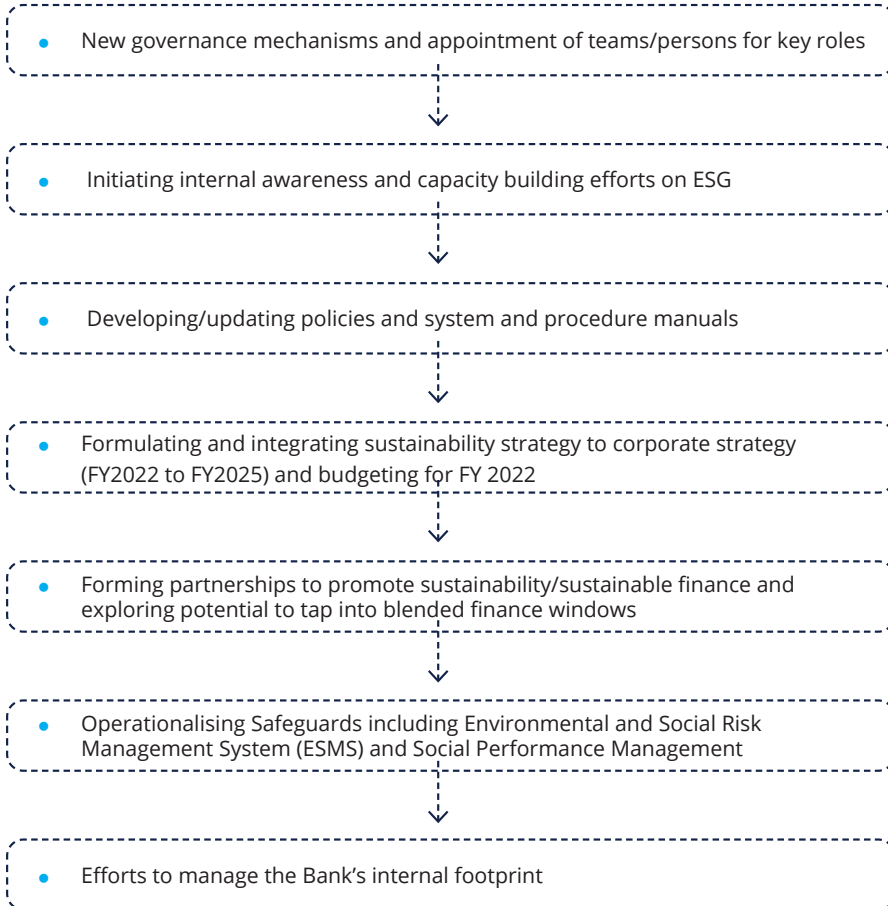 New governance mechanisms and appointment of teams/persons for key roles
Initiating internal awareness and capacity building efforts on ESG
Developing/updating policies and system and procedure manuals
Formulating and integrating sustainability strategy to corporate strategy
(FY2022 to FY2025) and budgeting for FY 2022
Forming partnerships to promote sustainability/sustainable finance and
exploring potential to tap into blended finance windows
Operationalising Safeguards including Environmental and Social Risk
Management System (ESMS) and Social Performance Management
Efforts to manage the Bank’s internal footprint